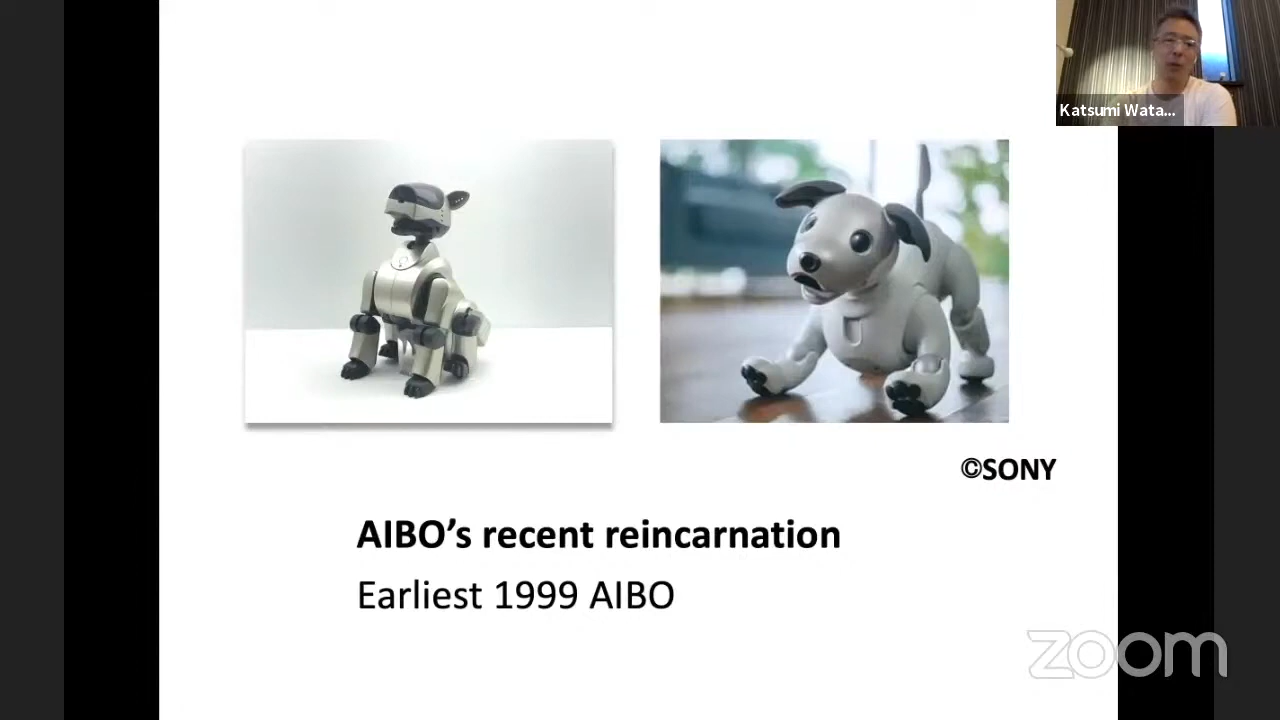 Katsumi Wata...
©SONY
AIBO’s recent reincarnation
Earliest 1999 AIBO
zoom